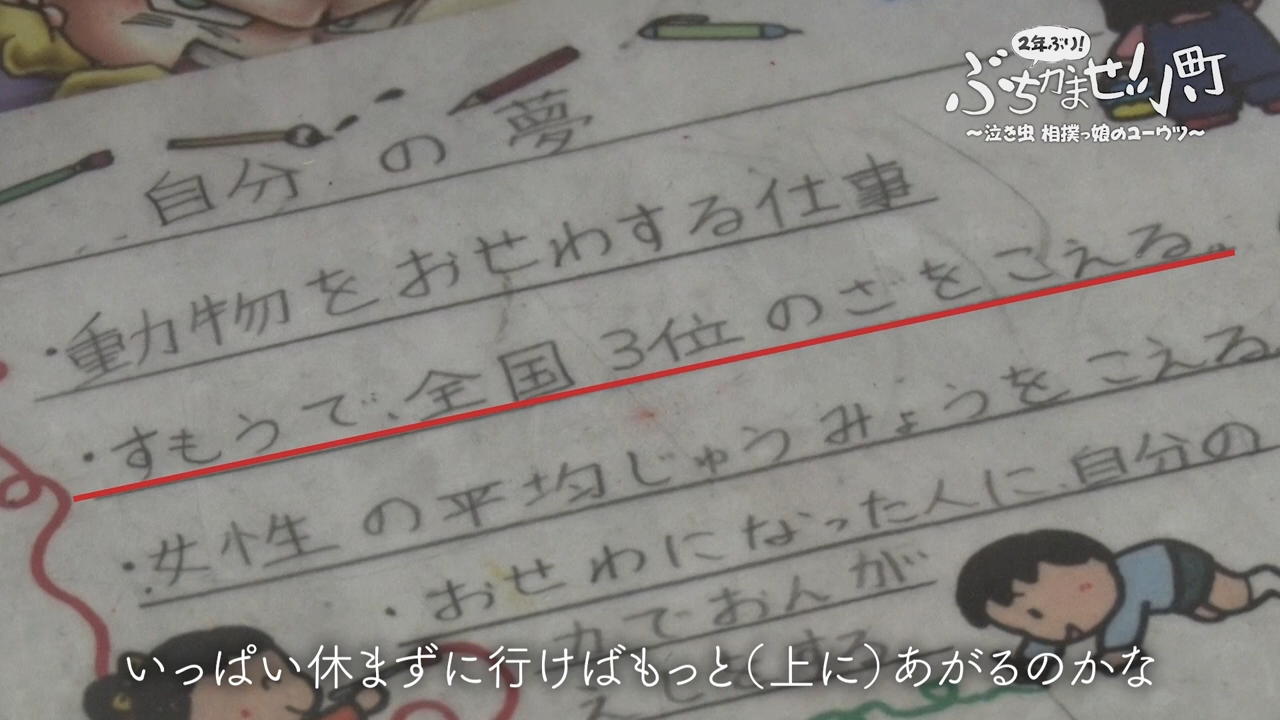 2年ぶり!
ぶちかませ!!小町
～泣き虫 相撲っ娘のユーウツ～
自分の夢
・動物をおせわする仕事
・すもうで、全国3位のざをこえる。
・女性の平均じゅうみょうをこえる
・おせわになった人に、自分の
力でおんが
えしする
いっぱい休まずに行けばもっと(上に)あがるのかな